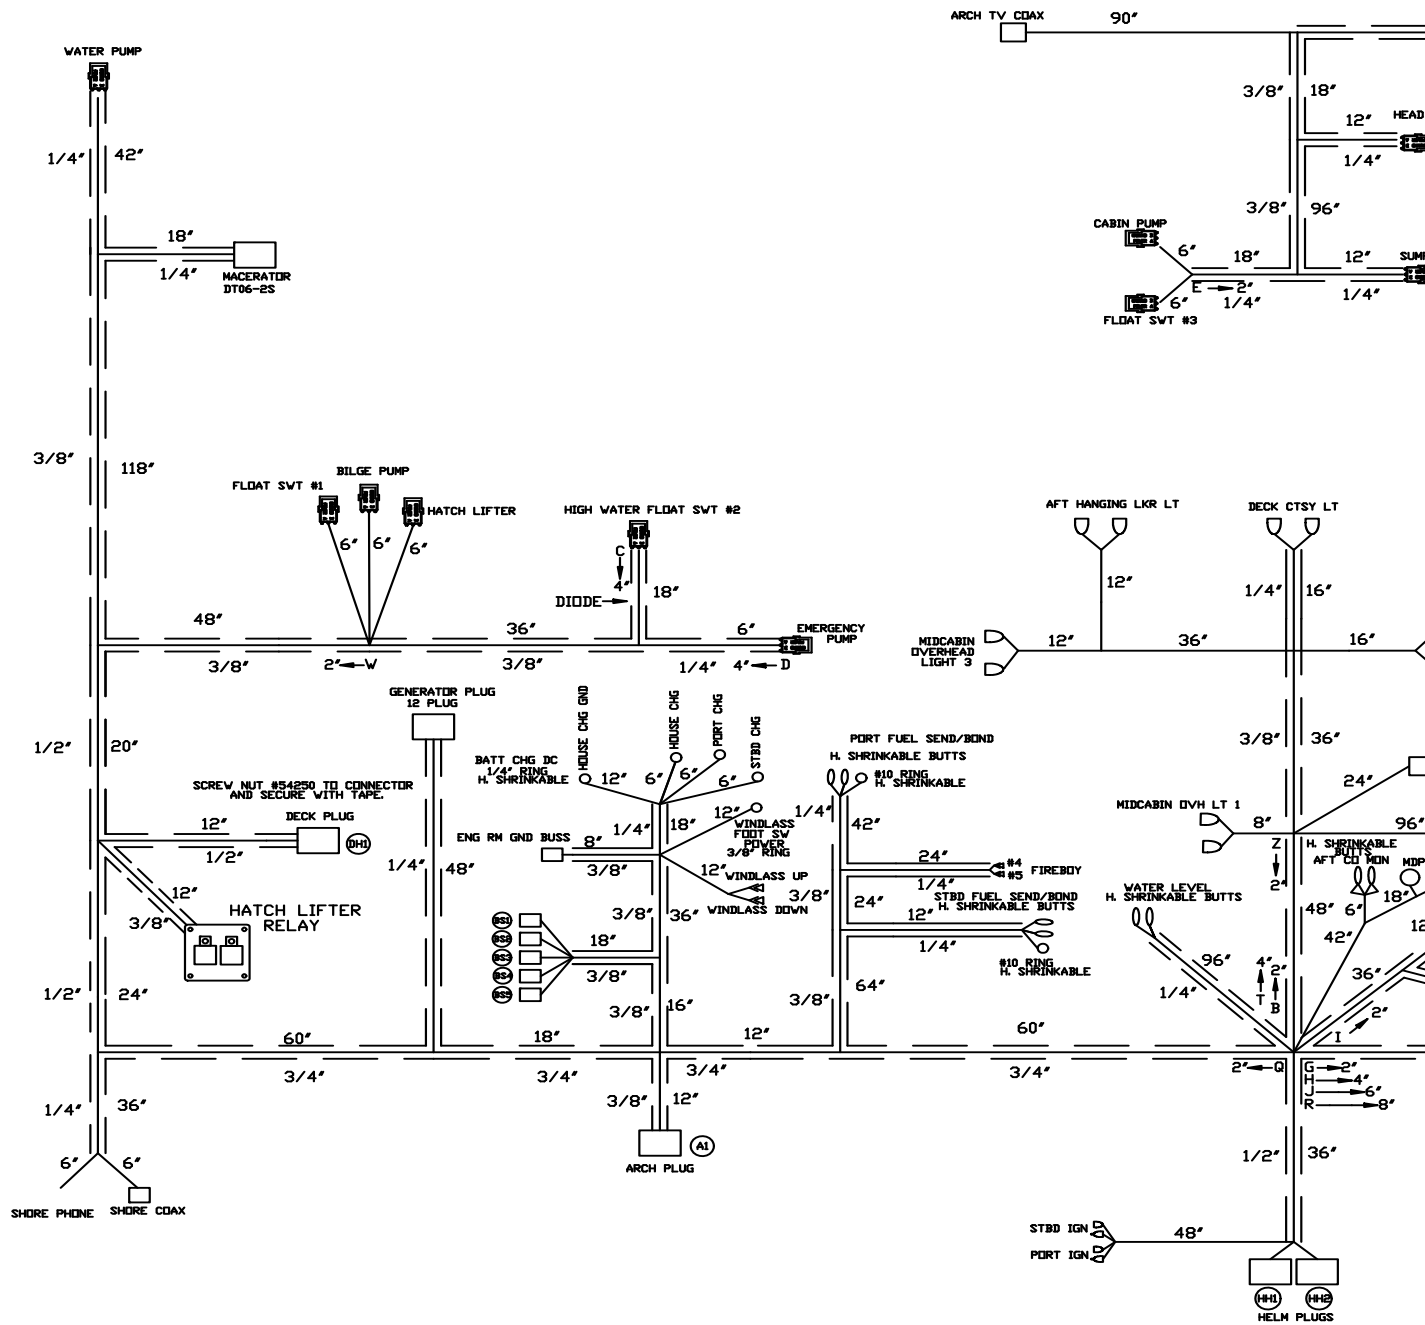 ARCH TV COAX
90"
WATER PUMP
3/8"
18"
12"
HEAD
1/4"
1/4"
42"
3/8"
96"
CABIN PUMP
6"
18"
12"
SUMP
E
2"
1/4"
1/4"
6"
FLOAT SWT #3
18"
1/4"
MACERATOR
DT06-2S
3/8"
118"
FLOAT SWT #1
BILGE PUMP
HATCH LIFTER
6"
6"
6"
HIGH WATER FLOAT SWT #2
C
4"
DIODE
18"
48"
36"
6"
EMERGENCY
PUMP
3/8"
2"
W
3/8"
1/4"
4"
D
AFT HANGING LKR LT
DECK CTSY LT
12"
1/4"
16"
MIDCABIN
OVERHEAD
LIGHT 3
12"
36"
16"
GENERATOR PLUG
12 PLUG
1/2"
20"
BATT CHG DC
1/4" RING
H. SHRINKABLE
HOUSE CHG GND
HOUSE CHG
PORT CHG
STBD CHG
12"
6"
6"
6"
PORT FUEL SEND/BOND
H. SHRINKABLE BUTTS
#10 RING
H. SHRINKABLE
3/8"
36"
24"
SCREW NUT #54250 TO CONNECTOR
AND SECURE WITH TAPE.
DECK PLUG
12"
1/2"
DH1
12"
3/8"
HATCH LIFTER
RELAY
1/4"
48"
ENG RM GND BUSS
8"
3/8"
1/4"
18"
12"
WINDLASS
FOOT SW
POWER
3/8" RING
12"
WINDLASS UP
WINDLASS DOWN
1/4"
42"
24"
1/4"
#4
#5
FIREBOY
3/8"
24"
STBD FUEL SEND/BOND
H. SHRINKABLE BUTTS
12"
1/4"
#10 RING
H. SHRINKABLE
MIDCABIN OVH LT 1
8"
96"
Z
2"
H. SHRINKABLE
BUTTS
AFT CO MON
MDP
WATER LEVEL
H. SHRINKABLE BUTTS
48"
6"
18"
12
42"
BS1
BS2
BS3
BS4
BS5
3/8"
36"
18"
3/8"
96"
1/4"
4"
2"
T
B
36"
2"
I
1/2"
24"
3/8"
16"
3/8"
64"
60"
18"
12"
60"
3/4"
3/4"
3/4"
3/4"
2"
Q
G
2"
H
4"
J
6"
R
8"
1/4"
36"
3/8"
12"
A1
ARCH PLUG
1/2"
36"
6"
6"
SHORE PHONE
SHORE COAX
STBD IGN
PORT IGN
48"
HH1
HH2
HELM PLUGS